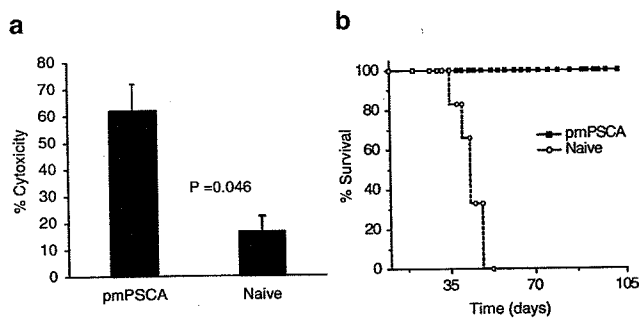 a
% Cytoxicity
80
70
60
50
40
30
20
10
0
P =0.046
pmPSCA
Naive
b
% Survival
100
80
60
40
20
0
pmPSCA
Naive
35
70
105
Time (days)